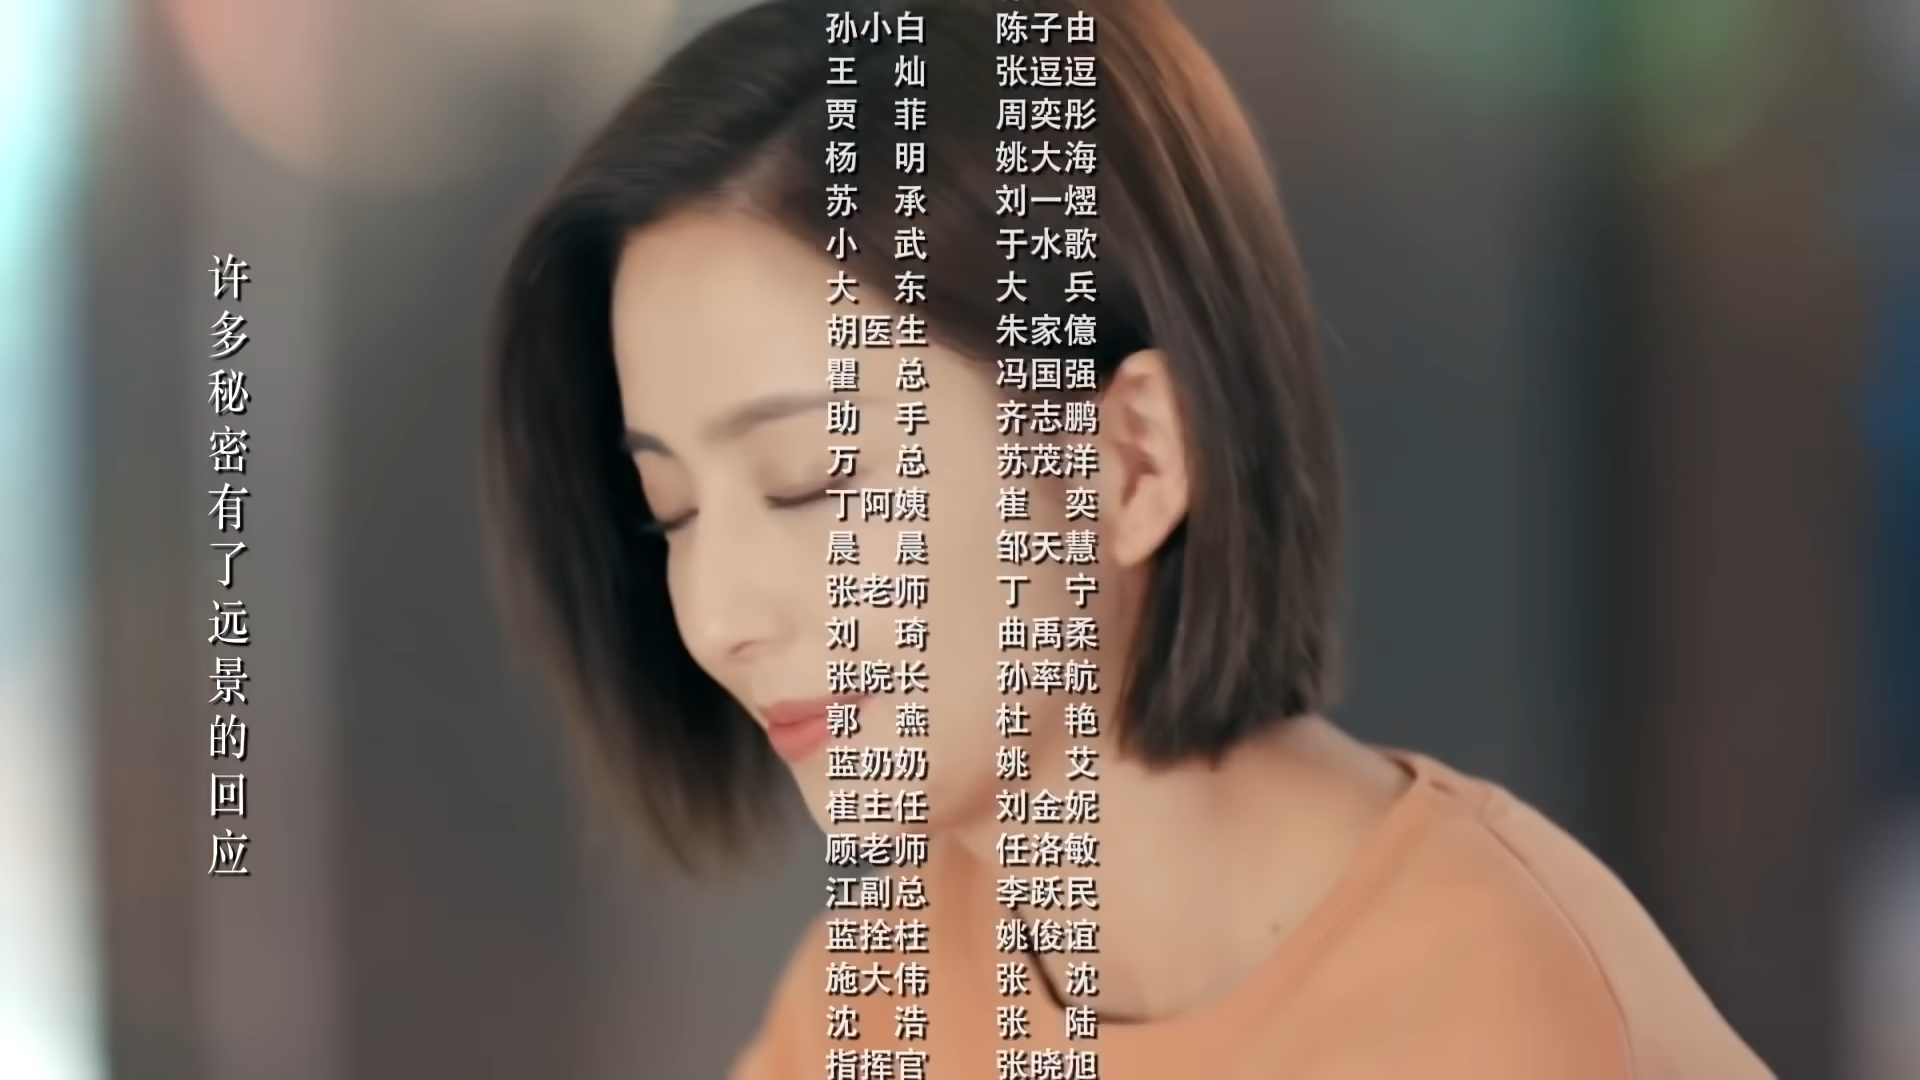 许多秘密有了远景的回应
孙小白 陈子由
王灿 张逗逗
贾菲 周奕彤
杨明 姚大海
苏承 刘一熠
小武 于水歌
大东 大兵
胡医生 朱家億
瞿总 冯国强
助手 齐志鹏
万总 苏茂洋
丁阿姨 崔奕
晨晨 邹天慧
张老师 丁宁
刘琦 曲禹柔
张院长 孙率航
郭燕 杜艳
蓝奶奶 姚艾
崔主任 刘金妮
顾老师 任洛敏
江副总 李跃民
蓝拴柱 姚俊谊
施大伟 张沈
沈浩 张陆
指挥官 张晓旭